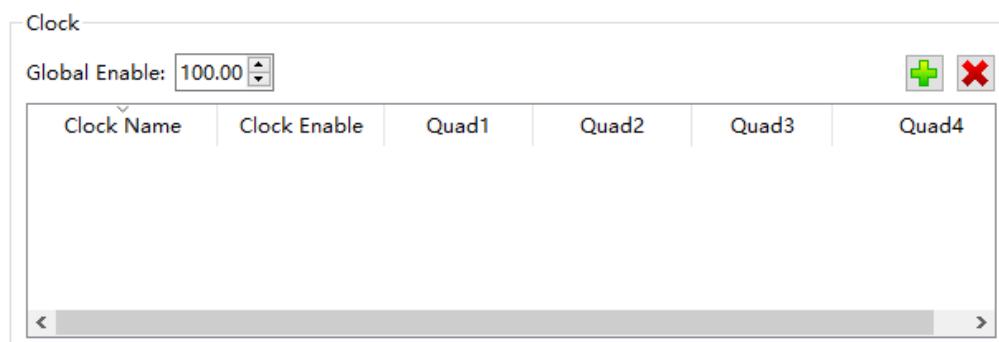 Clock
Global Enable: 100.00
Clock Name Clock Enable Quad1 Quad2 Quad3 Quad4